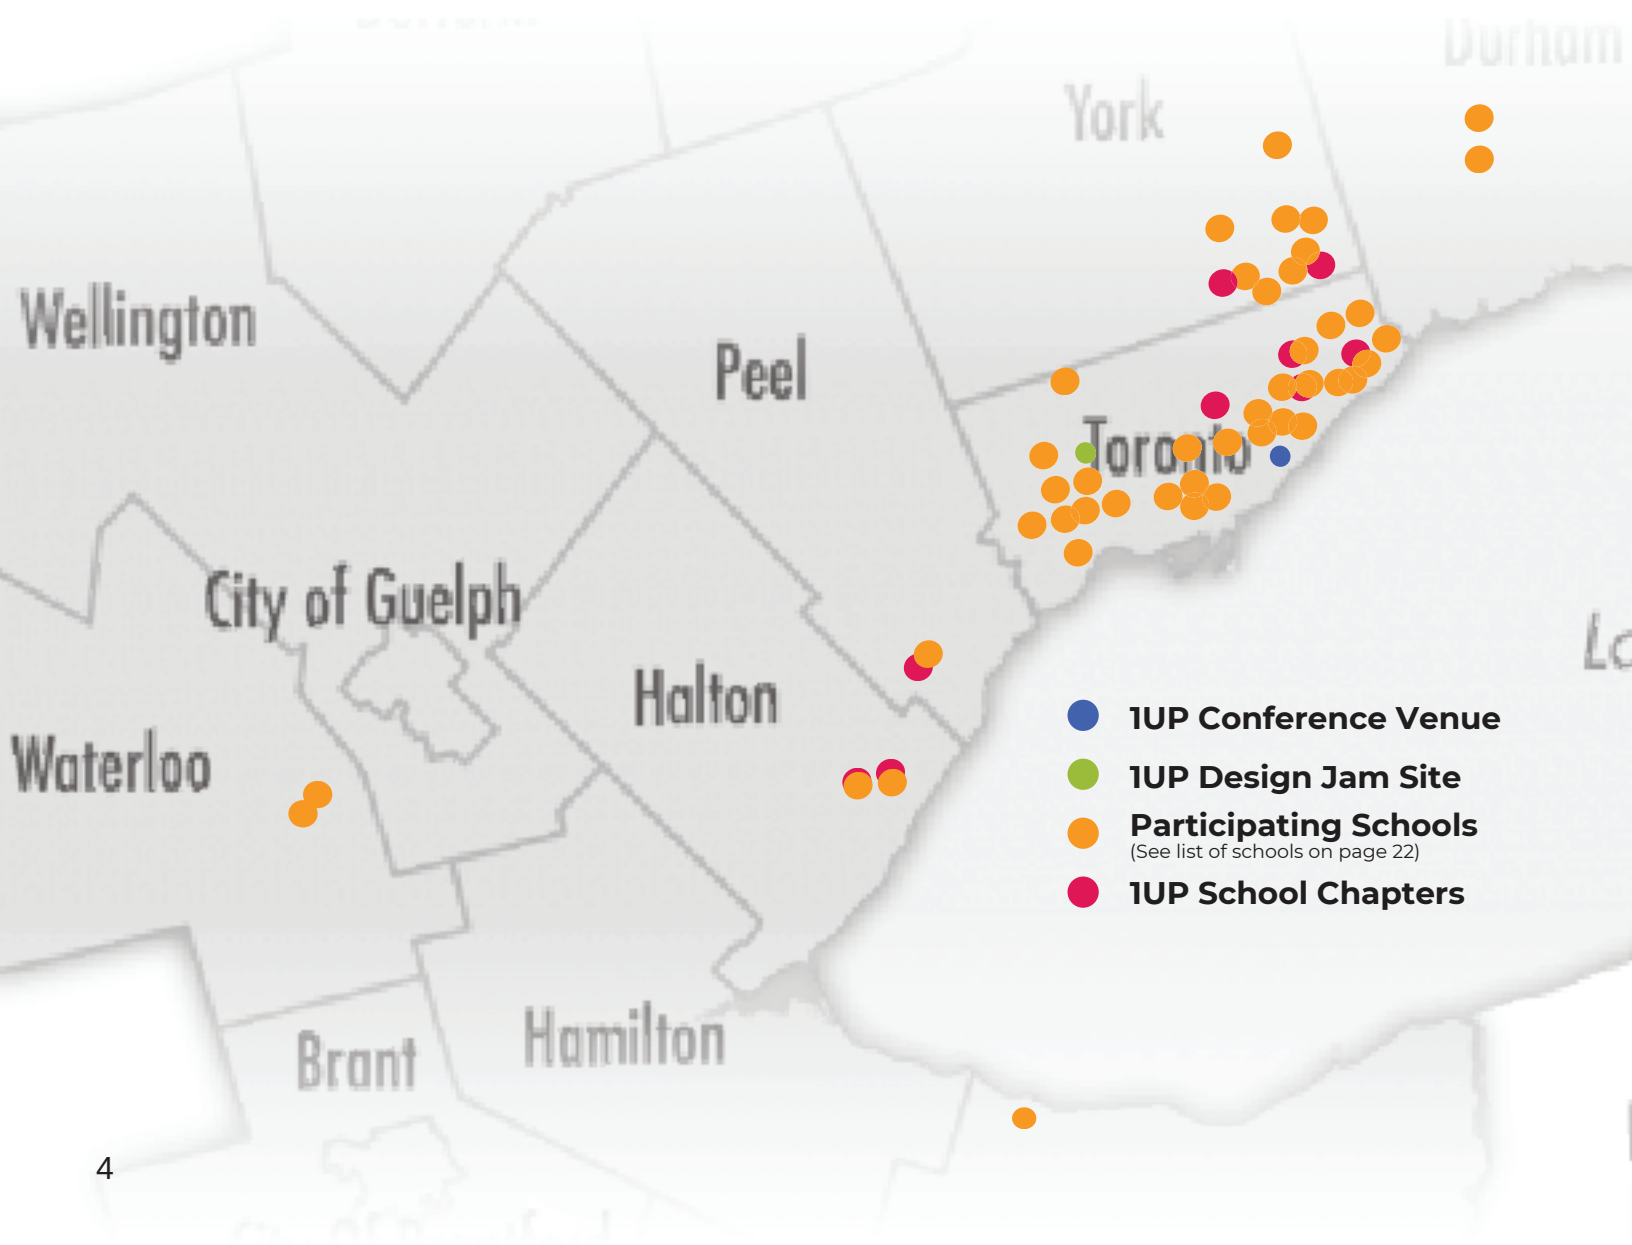 Durham
York
Wellington
Peel
Toronto
City of Guelph
Halton
Waterloo
1UP Conference Venue
1UP Design Jam Site
Participating Schools
(See list of schools on page 22)
1UP School Chapters
Hamilton
Brant
4